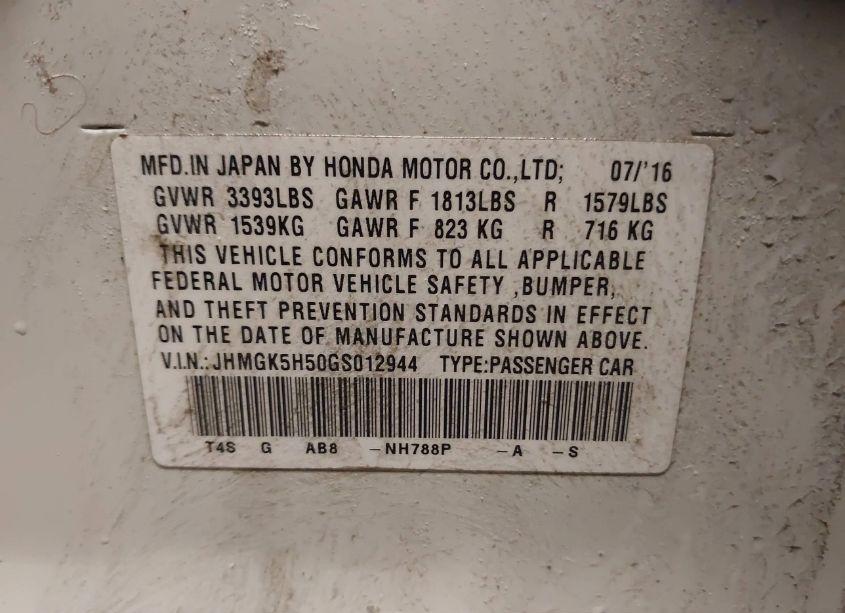 MFD.IN JAPAN BY HONDA MOTOR CO.,LTD; 07/'16
GVWR 3393LBS GAWR F 1813LBS R 1579LBS
GVWR 1539KG GAWR F 823 KG R 716 KG
THIS VEHICLE CONFORMS TO ALL APPLICABLE
FEDERAL MOTOR VEHICLE SAFETY ,BUMPER,
AND THEFT PREVENTION STANDARDS IN EFFECT
ON THE DATE OF MANUFACTURE SHOWN ABOVE.
V.I.N.: JHMGK5H50GS012944 TYPE:PASSENGER CAR
T4S G AB8 -NH788P -A -S